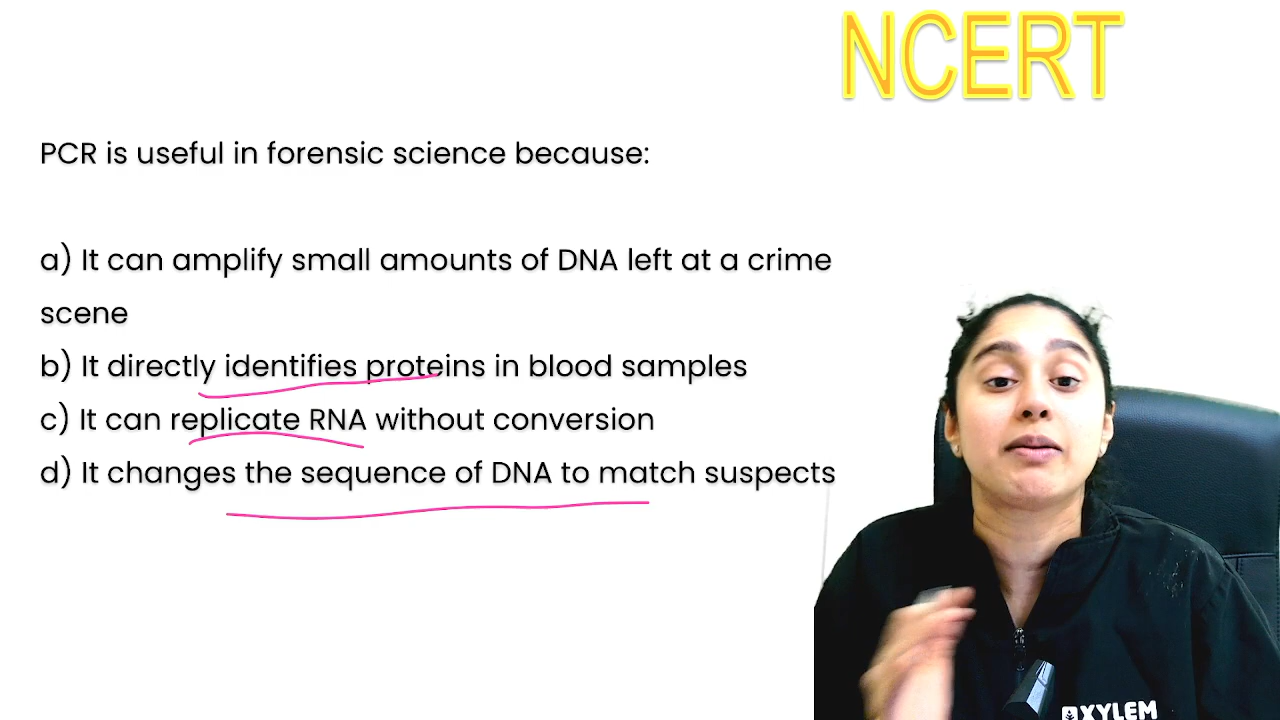 NCERT
PCR is useful in forensic science because:
a) It can amplify small amounts of DNA left at a crime
scene
b) It directly identifies proteins in blood samples
c) It can replicate RNA without conversion
d) It changes the sequence of DNA to match suspects
XYLEM